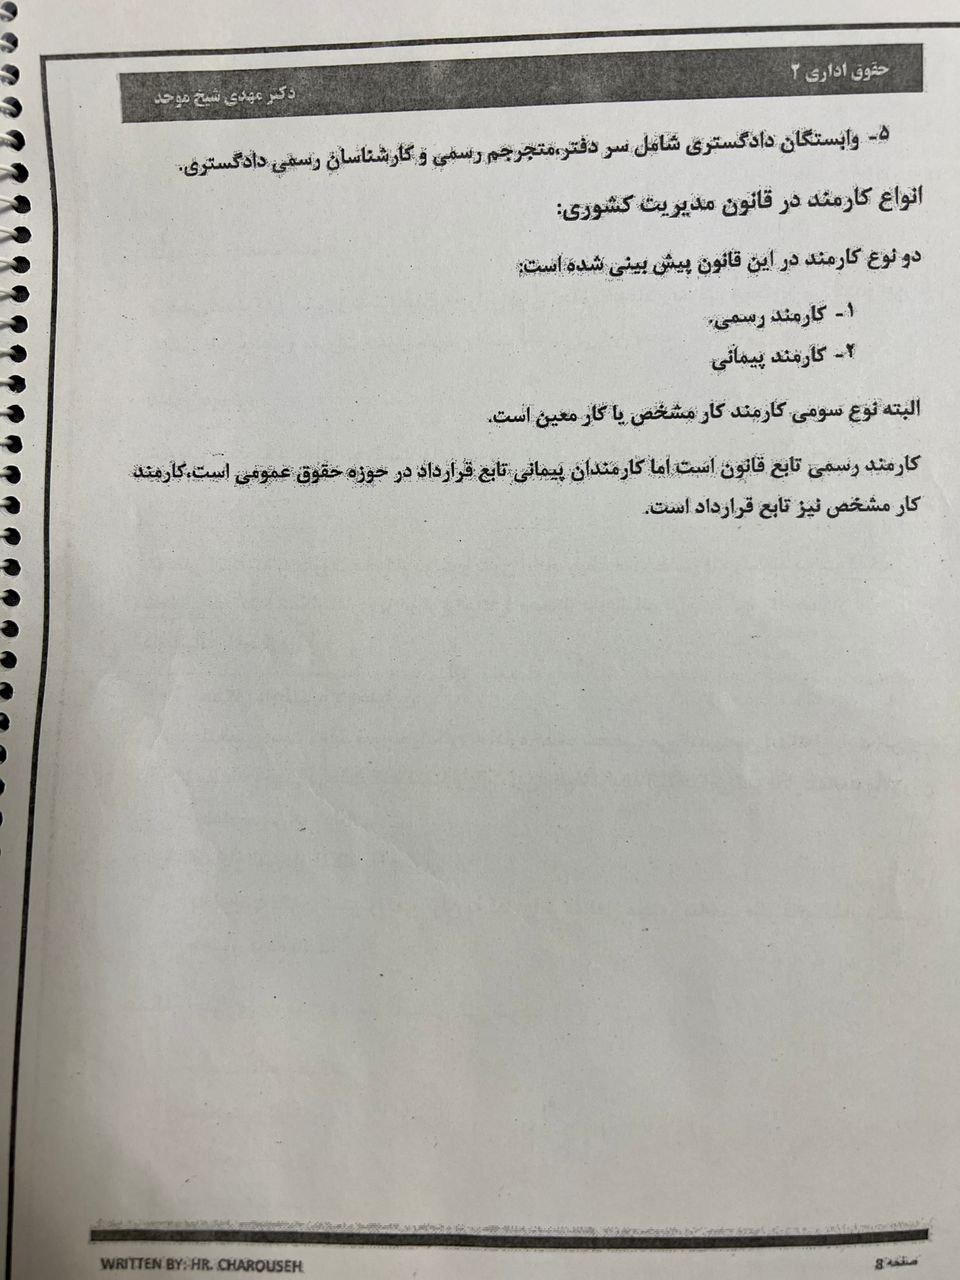 حقوق اداری ۲
دکتر مهدی شیخ موحد
۵- وابستگان دادگستری شامل سر دفتر،متجرجم رسمی و کارشناسان رسمی دادگستری.
انواع کارمند در قانون مدیریت کشوری:
دو نوع کارمند در این قانون پیش بینی شده است:
۱- کارمند رسمی.
۲- کارمند پیمانی
البته نوع سومی کارمند کار مشخص یا کار معین است.
کارمند رسمی تابع قانون است اما کارمندان پیمانی تابع قرارداد در حوزه حقوق عمومی است،کارمند
کار مشخص نیز تابع قرارداد است.
صفحه 8
WRITTEN BY: HR. CHAROUSEH